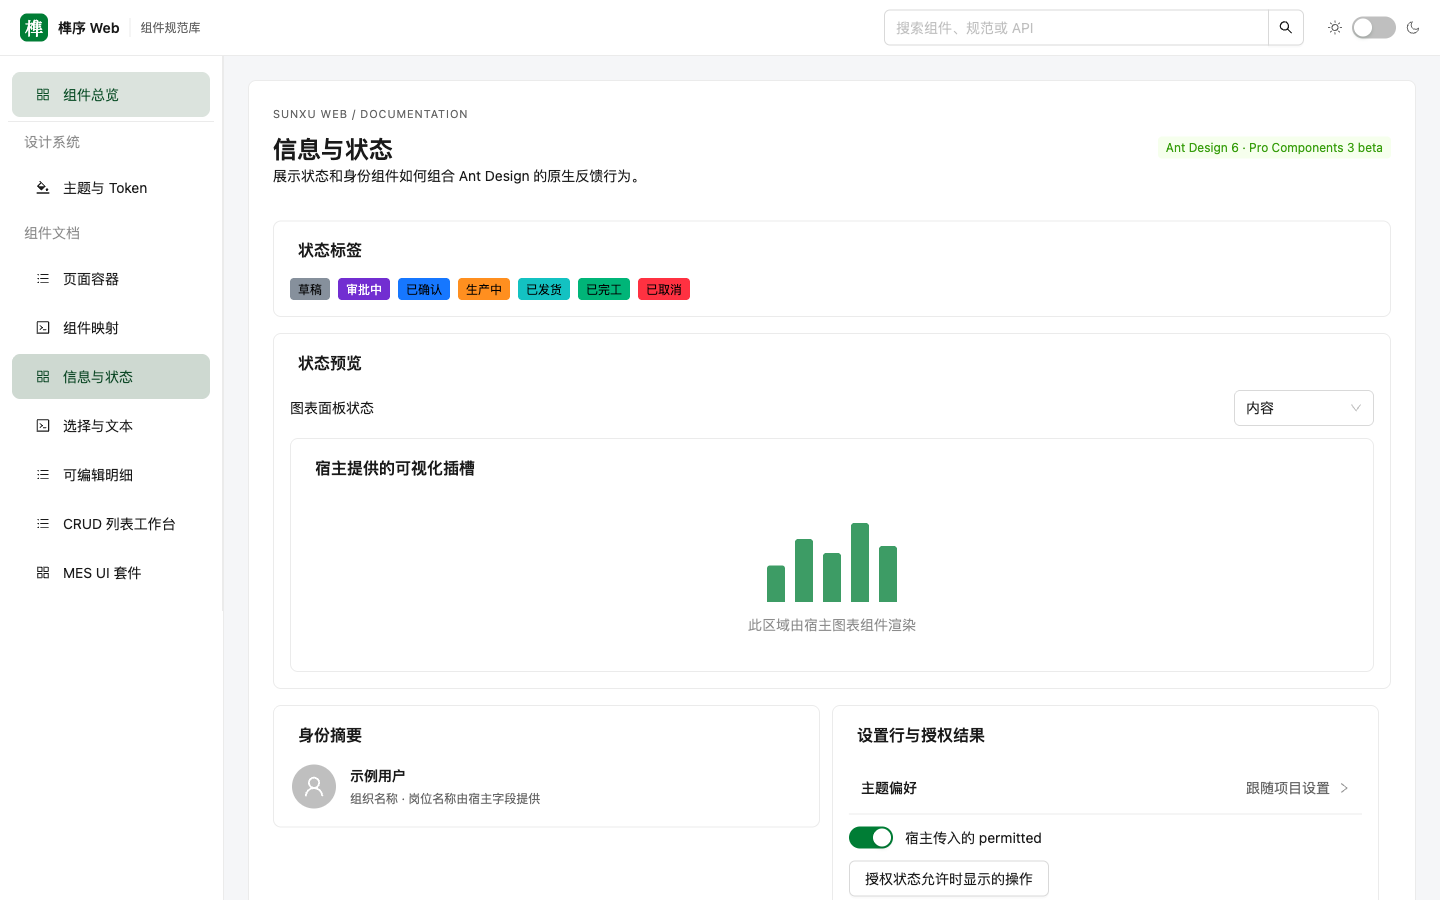 榫
榫序 Web
组件规范库
搜索组件、规范或 API
组件总览
设计系统
主题与 Token
组件文档
页面容器
组件映射
信息与状态
选择与文本
可编辑明细
CRUD 列表工作台
MES UI 套件
SUNXU WEB / DOCUMENTATION
信息与状态
Ant Design 6 · Pro Components 3 beta
展示状态和身份组件如何组合 Ant Design 的原生反馈行为。
状态标签
草稿 审批中 已确认 生产中 已发货 已完工 已取消
状态预览
图表面板状态
内容
宿主提供的可视化插槽
此区域由宿主图表组件渲染
身份摘要
示例用户
组织名称 · 岗位名称由宿主字段提供
设置行与授权结果
主题偏好
跟随项目设置
宿主传入的 permitted
授权状态允许时显示的操作